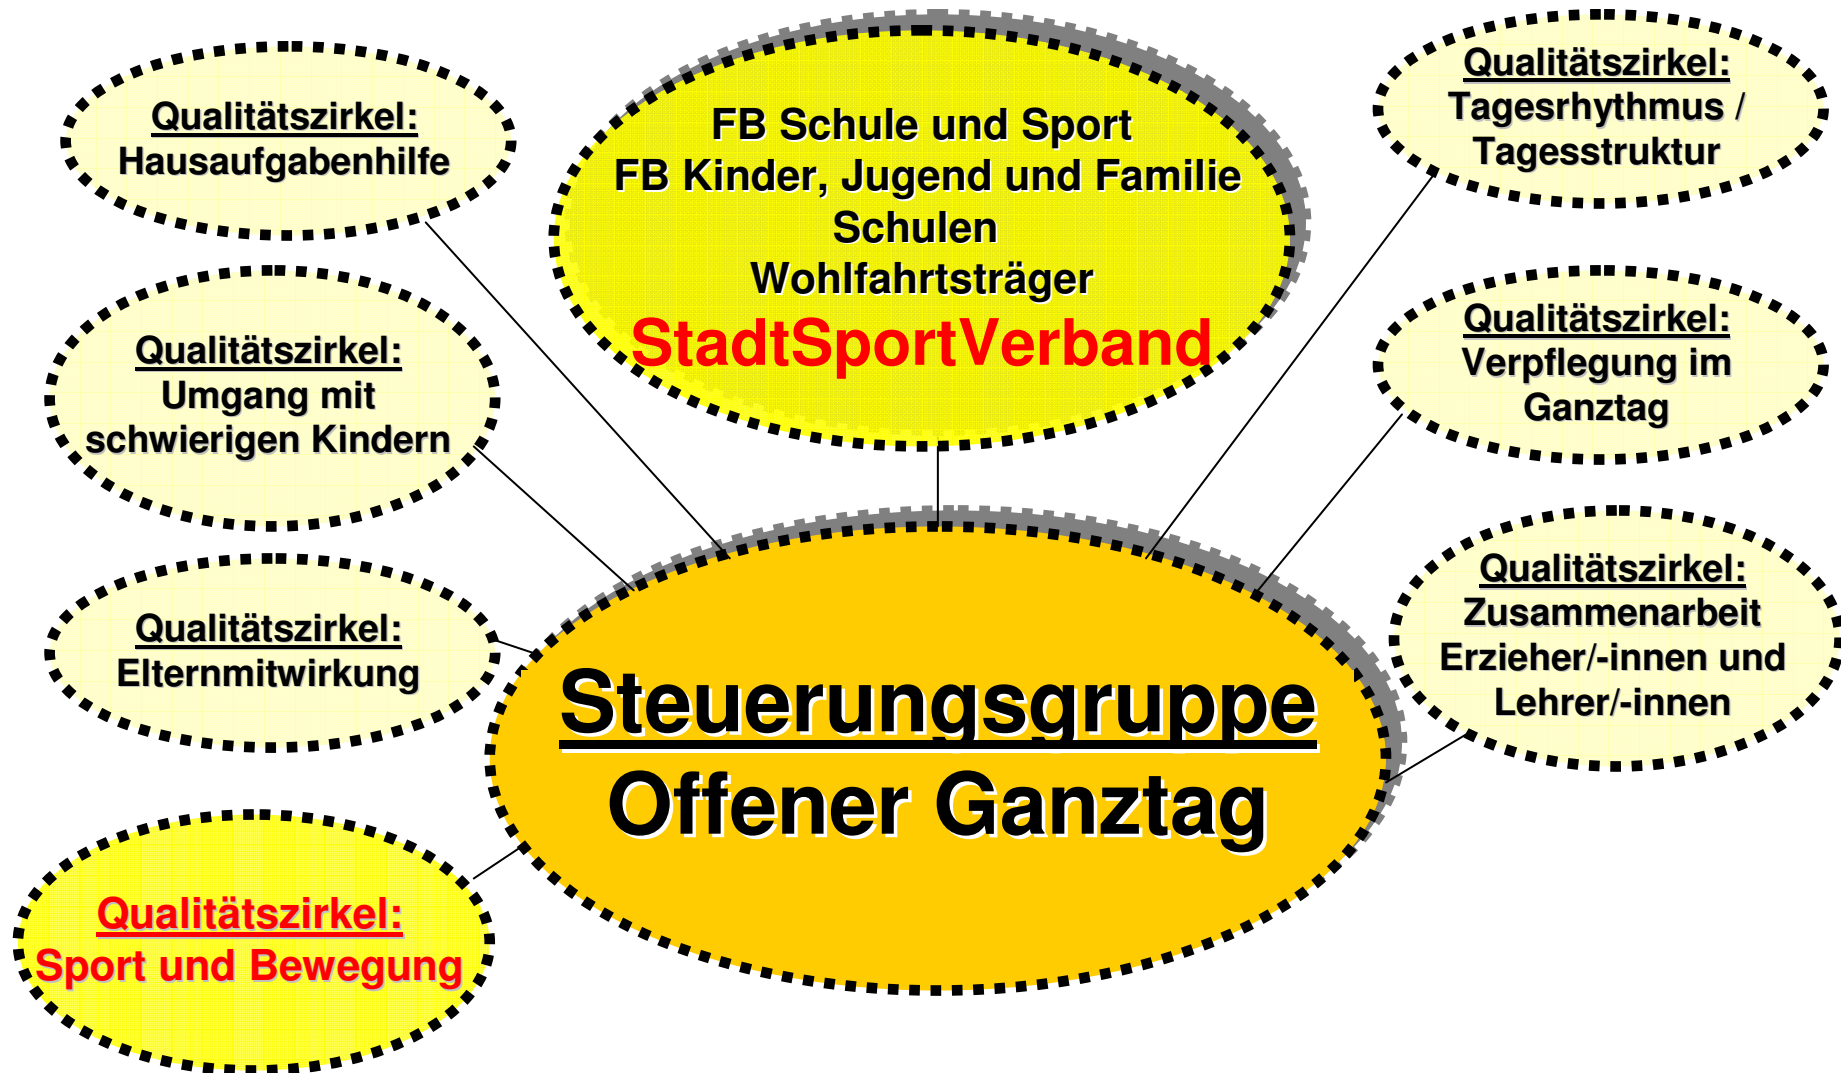 Qualitätszirkel:
Hausaufgabenhilfe
Qualitätszirkel:
Umgang mit
schwierigen Kindern
Qualitätszirkel:
Elternmitwirkung
Qualitätszirkel:
Sport und Bewegung
FB Schule und Sport
FB Kinder, Jugend und Familie
Schulen
Wohlfahrtsträger
StadtSportVerband
Steuerungsgruppe
Offener Ganztag
Qualitätszirkel:
Tagesrhythmus /
Tagesstruktur
Qualitätszirkel:
Verpflegung im
Ganztag
Qualitätszirkel:
Zusammenarbeit
Erzieher/-innen und
Lehrer/-innen